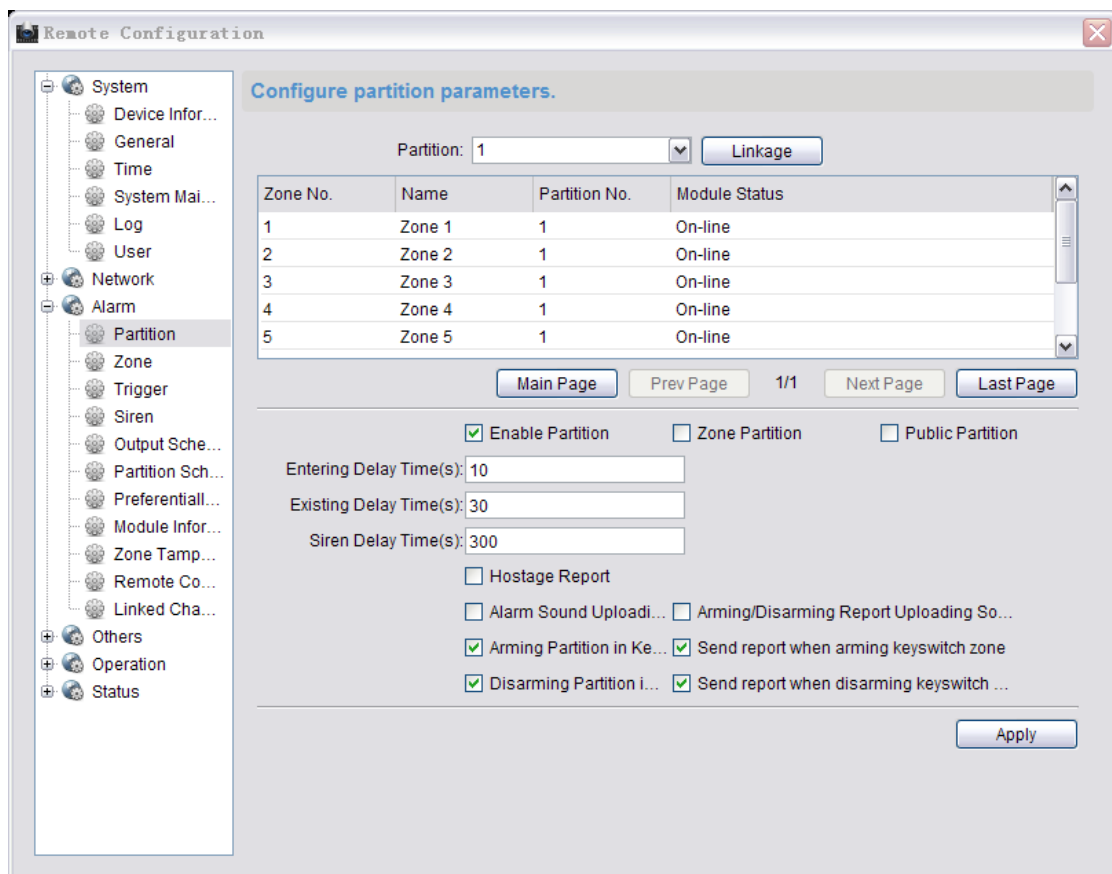 Remote Configuration
System
Device Infor...
General
Time
System Mai...
Log
User
Network
Alarm
Partition
Zone
Trigger
Siren
Output Sche...
Partition Sch...
Preferentiall...
Module Infor...
Zone Tamp...
Remote Co...
Linked Cha...
Others
Operation
Status
Configure partition parameters.
Partition: 1 Linkage
Zone No. Name Partition No. Module Status
1 Zone 1 1 On-line
2 Zone 2 1 On-line
3 Zone 3 1 On-line
4 Zone 4 1 On-line
5 Zone 5 1 On-line
Main Page Prev Page 1/1 Next Page Last Page
Enable Partition Zone Partition Public Partition
Entering Delay Time(s): 10
Existing Delay Time(s): 30
Siren Delay Time(s): 300
Hostage Report
Alarm Sound Uploadi... Arming/Disarming Report Uploading So...
Arming Partition in Ke... Send report when arming keyswitch zone
Disarming Partition i... Send report when disarming keyswitch ...
Apply